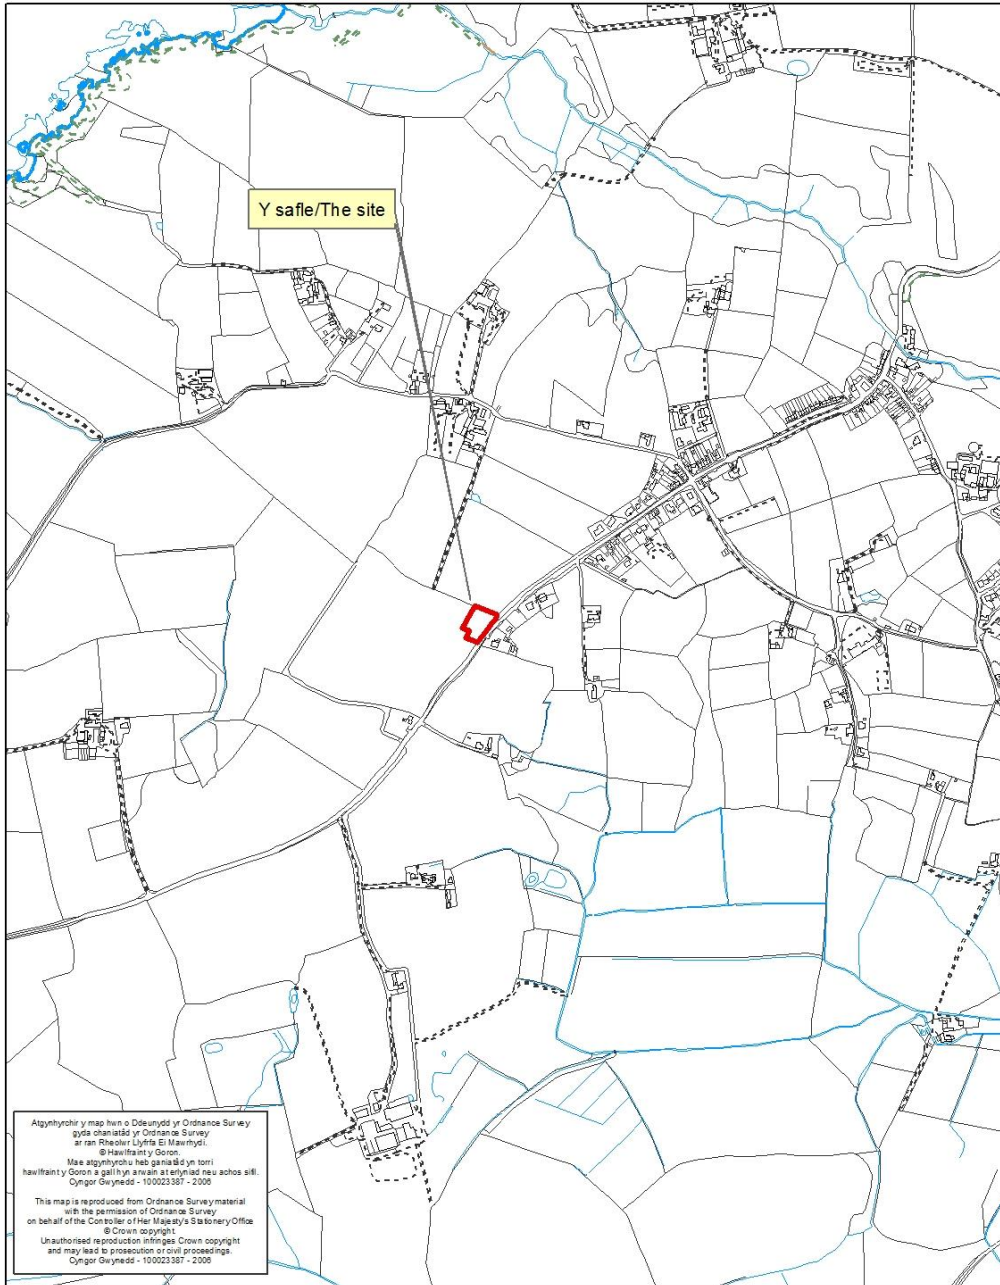 Y safle/The site
Atgynhyrchir y map hwn o Ddeunydd yr Ordnance Survey
gyda chaniatâd yr Ordnance Survey
ar ran Rheolwr Llyfrfa Ei Mawrhydi.
© Hawlfraint y Goron.
Mae atgynhyrchu heb ganiatâd yn torri
hawlfraint y Goron a gall hyn arwain at erlyniad neu achos sifil.
Cyngor Gwynedd - 100023387 - 2006
This map is reproduced from Ordnance Survey material
with the permission of Ordnance Survey
on behalf of the Controller of Her Majesty's Stationery Office
© Crown copyright.
Unauthorised reproduction infringes Crown copyright
and may lead to prosecution or civil proceedings.
Cyngor Gwynedd - 100023387 - 2006